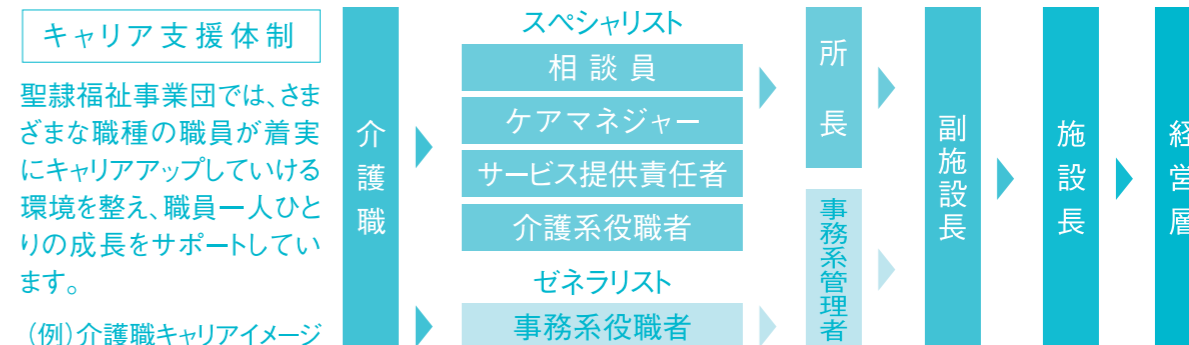 キャリア支援体制
聖隷福祉事業団では、さま
ざまな職種の職員が着実
にキャリアアップしていける
環境を整え、職員一人ひと
りの成長をサポートしてい
ます。
(例)介護職キャリアイメージ
介護職
スペシャリスト
相談員
ケアマネジャー
サービス提供責任者
介護系役職者
ゼネラリスト
事務系役職者
所長
事務系管理者
副施設長
施設長
経営層